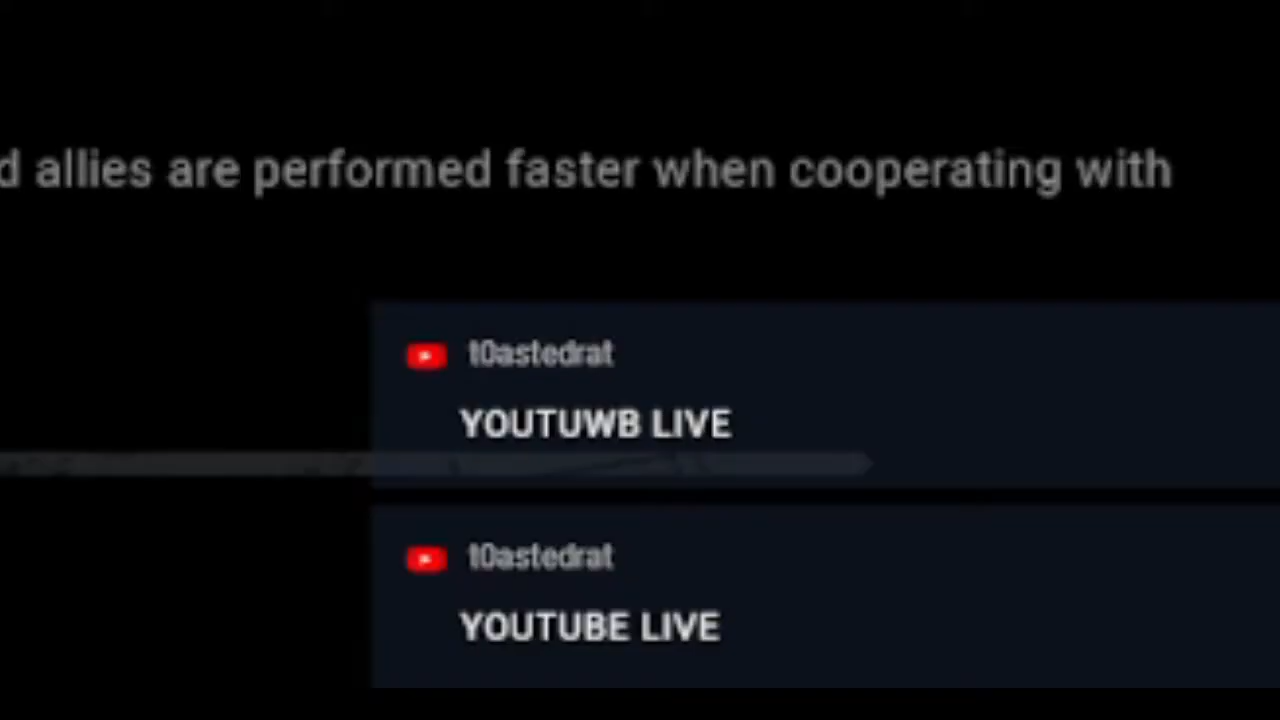 d allies are performed faster when cooperating with
t0astedrat
YOUTUWB LIVE
t0astedrat
YOUTUBE LIVE